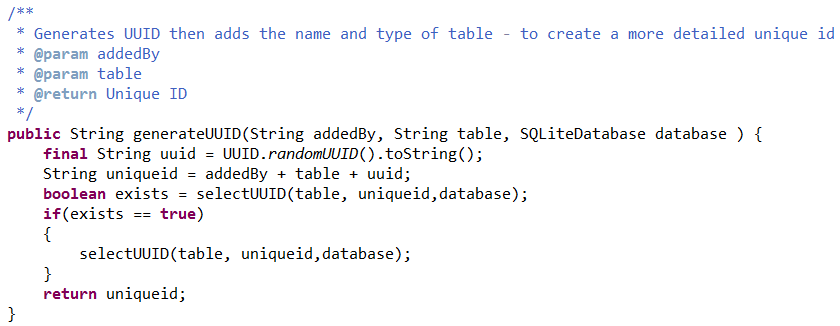 /**
 * Generates UUID then adds the name and type of table - to create a more detailed unique id
 * @param addedBy
 * @param table
 * @return Unique ID
 */
public String generateUUID(String addedBy, String table, SQLiteDatabase database ) {
    final String uuid = UUID.randomUUID().toString();
    String uniqueid = addedBy + table + uuid;
    boolean exists = selectUUID(table, uniqueid,database);
    if(exists == true)
    {
        selectUUID(table, uniqueid,database);
    }
    return uniqueid;
}